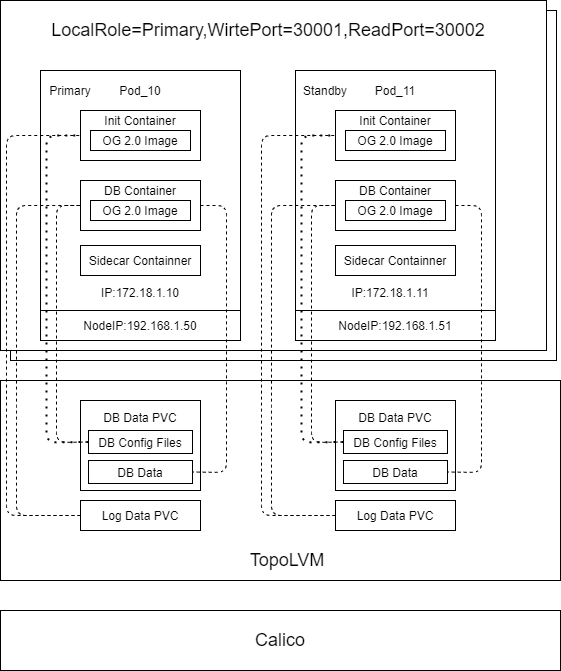 LocalRole=Primary,WirtePort=30001,ReadPort=30002
Primary Pod_10
Init Container
OG 2.0 Image
DB Container
OG 2.0 Image
Sidecar Containner
IP:172.18.1.10
NodeIP:192.168.1.50
Standby Pod_11
Init Container
OG 2.0 Image
DB Container
OG 2.0 Image
Sidecar Containner
IP:172.18.1.11
NodeIP:192.168.1.51
DB Data PVC
DB Config Files
DB Data
Log Data PVC
DB Data PVC
DB Config Files
DB Data
Log Data PVC
TopoLVM
Calico